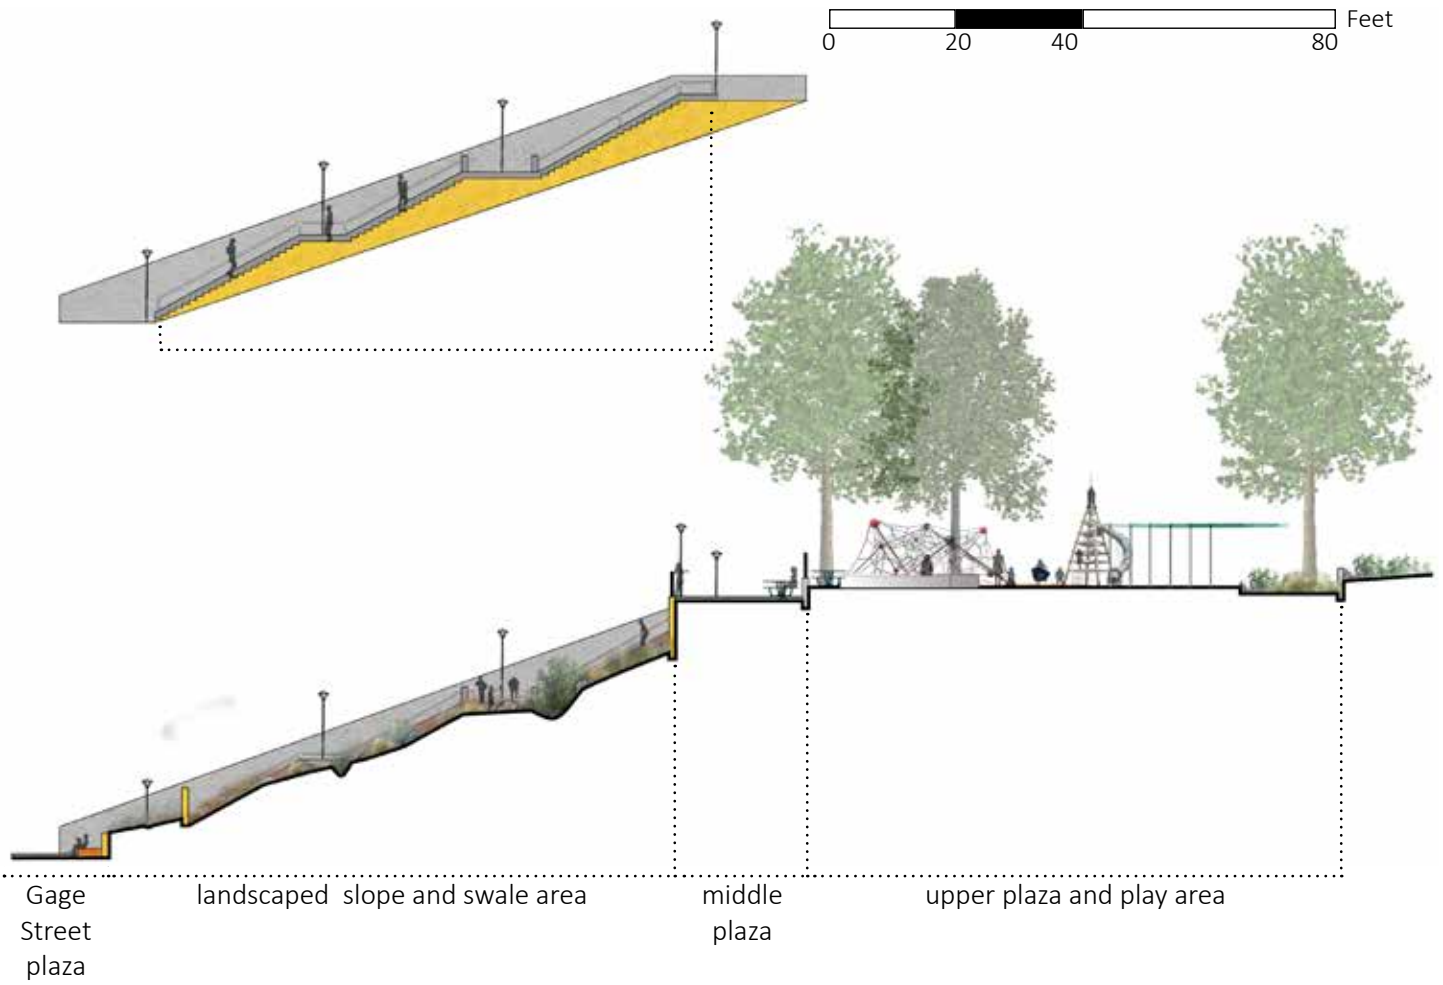 Feet
0 20 40 80
Gage
Street
plaza
landscaped slope and swale area
middle
plaza
upper plaza and play area